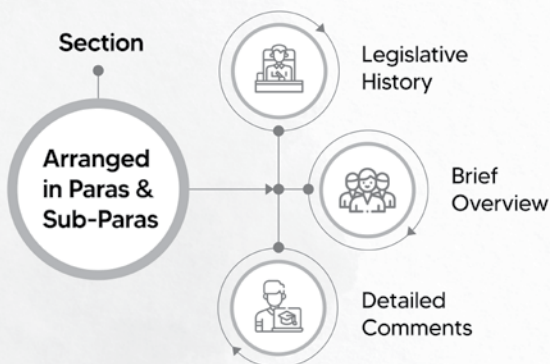 Section
Arranged
in Paras &
Sub-Paras
Legislative
History
Brief
Overview
Detailed
Comments